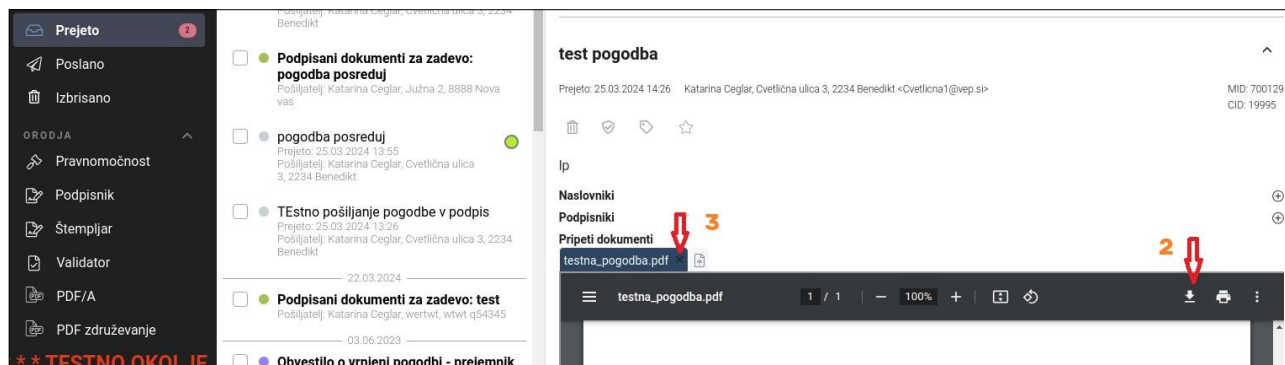 Prejeto 2
Poslano
Izbrisano
ORODJA
Pravnomočnost
Podpisnik
Štempljar
Validator
PDF/A
PDF združevanje
* * TESTNO OKOLJE
Pošiljatelj: Katarina Ceglar, Cvetlična ulica 3, 2234
Benedikt
Podpisani dokumenti za zadevo:
pogodba posreduj
Pošiljatelj: Katarina Ceglar, Južna 2, 8888 Nova
vas
pogodba posreduj
Prejeto: 25.03.2024 13:55
Pošiljatelj: Katarina Ceglar, Cvetlična ulica
3, 2234 Benedikt
TEstno pošiljanje pogodbe v podpis
Prejeto: 25.03.2024 13:26
Pošiljatelj: Katarina Ceglar, Cvetlična ulica 3, 2234
Benedikt
22.03.2024
Podpisani dokumenti za zadevo: test
Pošiljatelj: Katarina Ceglar, wertwt, wtwt q54345
03.06.2023
Obvestilo o vrnjeni pogodbi - prejemnik
test pogodba
Prejeto: 25.03.2024 14:26 Katarina Ceglar, Cvetlična ulica 3, 2234 Benedikt <Cvetlicna1@vep.si>
MID: 700129
CID: 19995
lp
Naslovniki
Podpisniki
3
Pripeti dokumenti
2
testna_pogodba.pdf ×
testna_pogodba.pdf 1 / 1 | − 100% + |